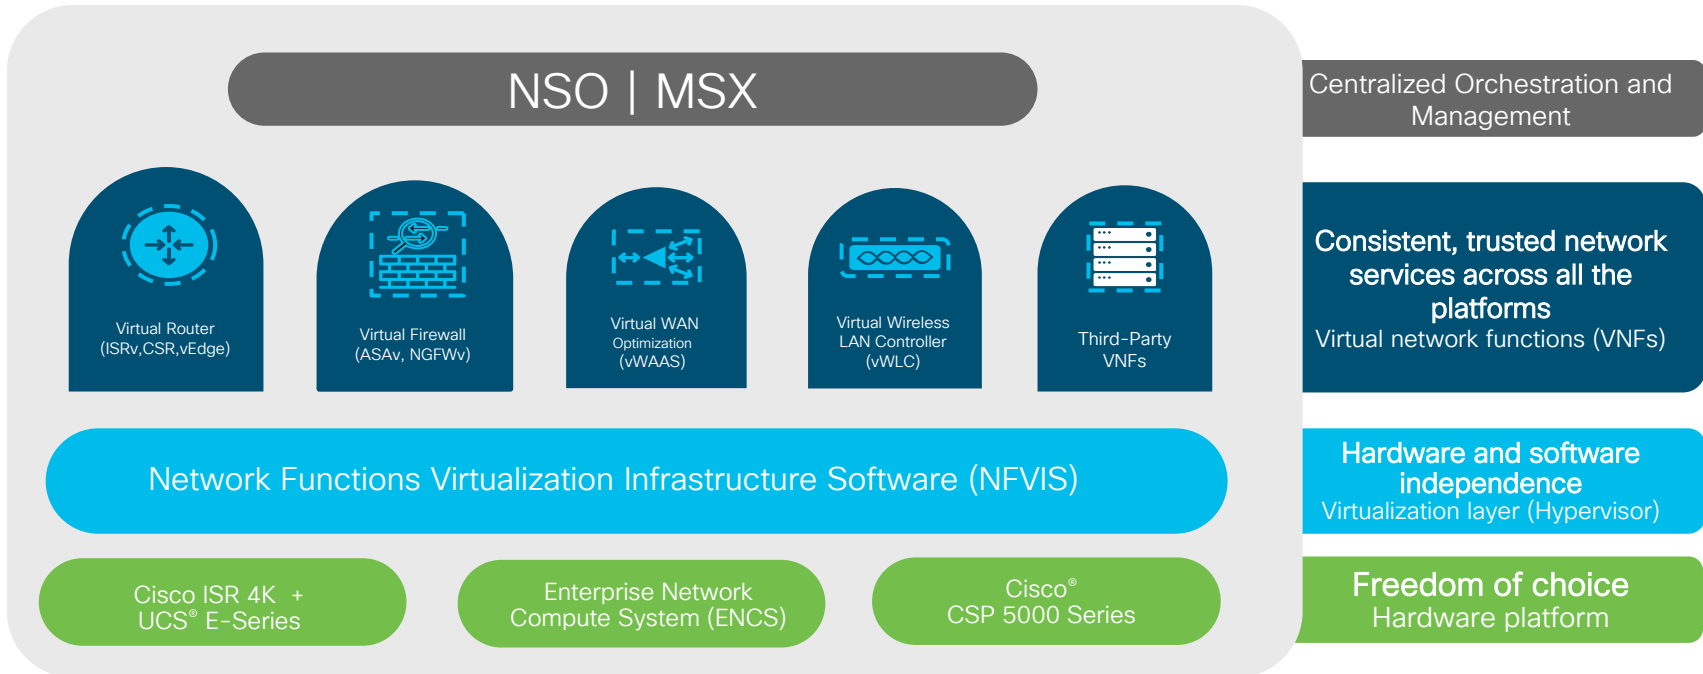 NSO | MSX
Centralized Orchestration and
Management
Virtual Router
(ISRv,CSR,vEdge)
Virtual Firewall
(ASAv, NGFWv)
Virtual WAN
Optimization
(vWAAS)
Virtual Wireless
LAN Controller
(vWLC)
Third-Party
VNFs
Consistent, trusted network
services across all the
platforms
Virtual network functions (VNFs)
Network Functions Virtualization Infrastructure Software (NFVIS)
Hardware and software
independence
Virtualization layer (Hypervisor)
Cisco ISR 4K +
UCS® E-Series
Enterprise Network
Compute System (ENCS)
Cisco®
CSP 5000 Series
Freedom of choice
Hardware platform